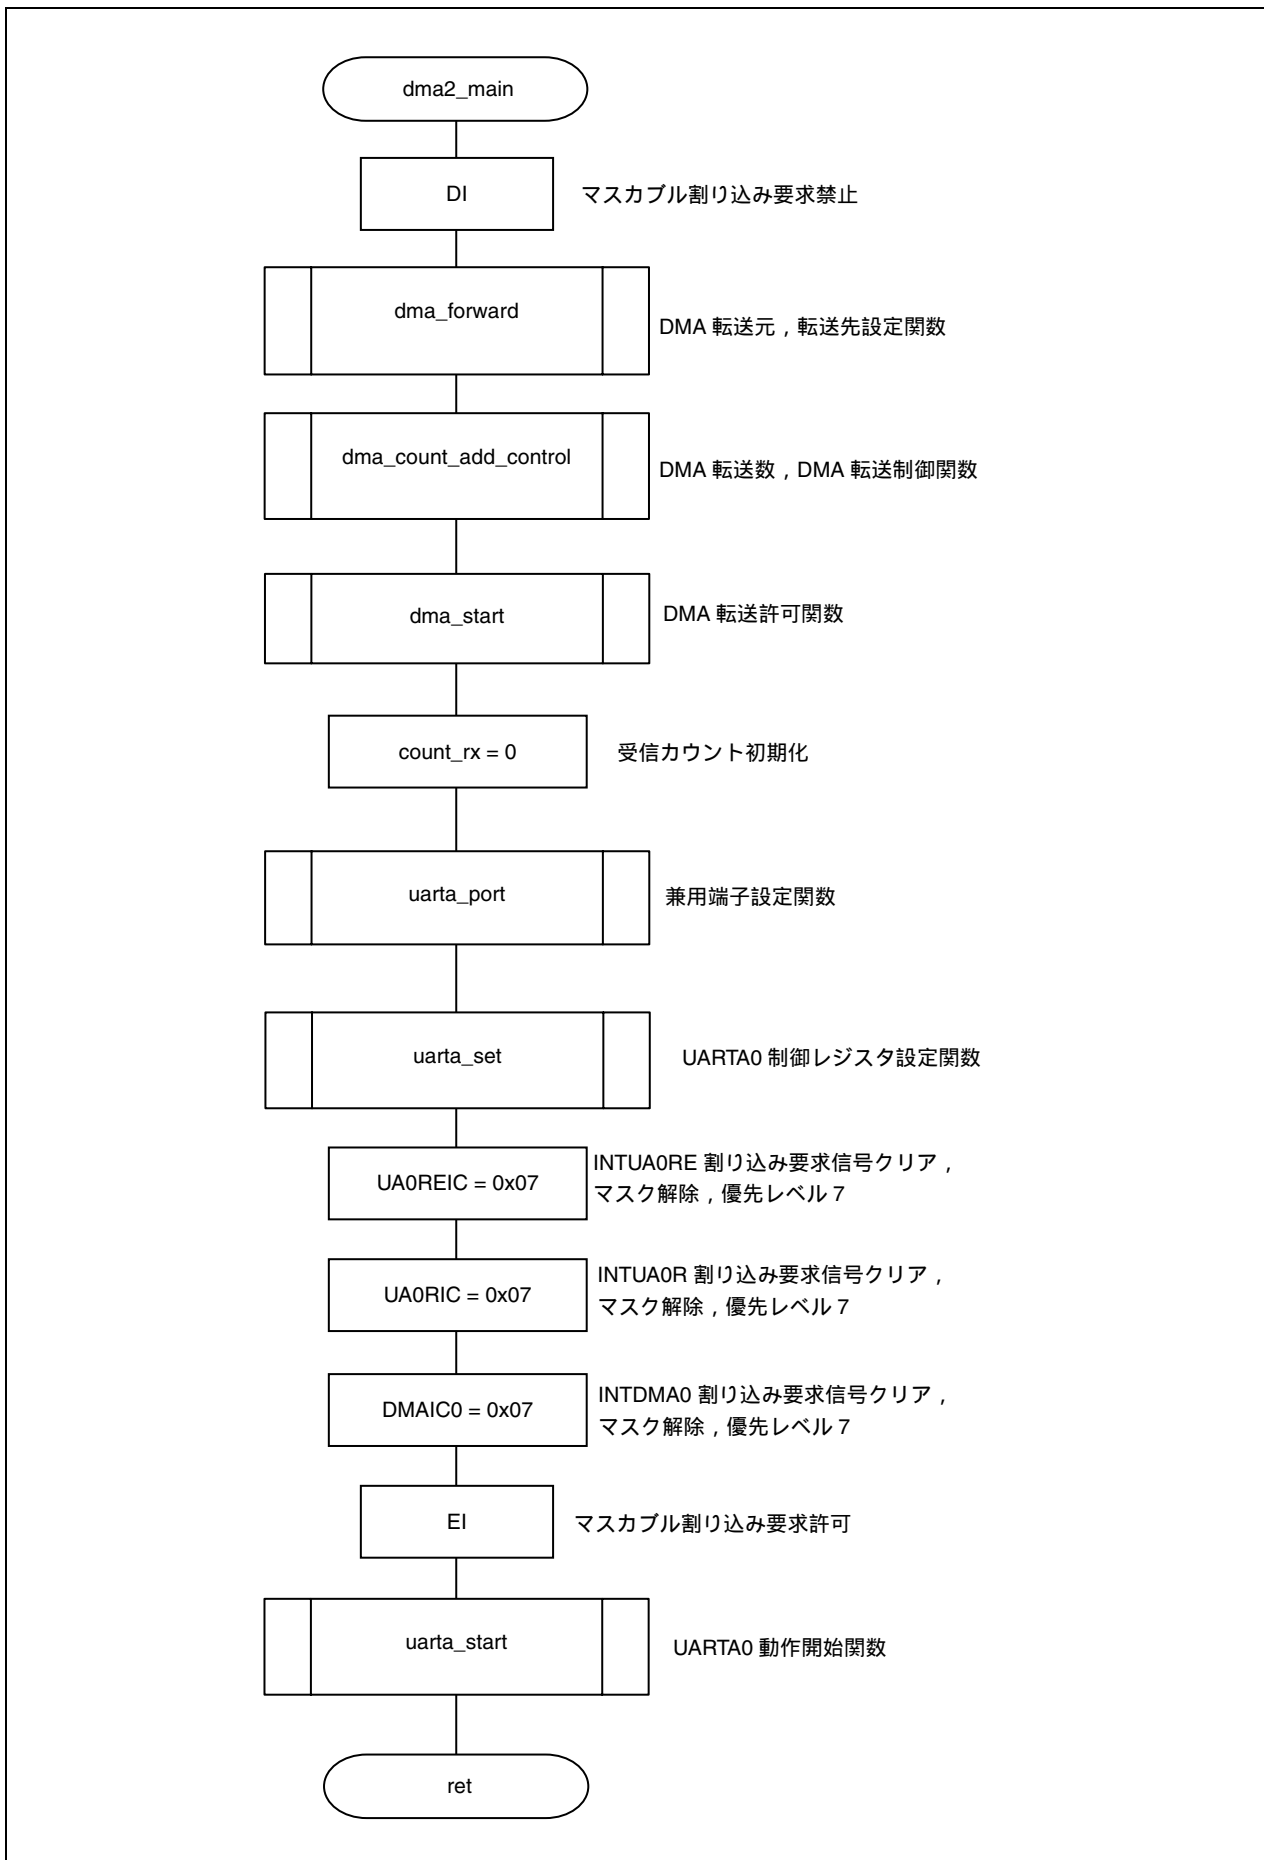 dma2_main
DI
マスカブル割り込み要求禁止
dma_forward
DMA 転送元，転送先設定関数
dma_count_add_control
DMA 転送数，DMA 転送制御関数
dma_start
DMA 転送許可関数
count_rx = 0
受信カウント初期化
uarta_port
兼用端子設定関数
uarta_set
UARTA0 制御レジスタ設定関数
UA0REIC = 0x07
INTUA0RE 割り込み要求信号クリア，
マスク解除，優先レベル 7
UA0RIC = 0x07
INTUA0R 割り込み要求信号クリア，
マスク解除，優先レベル 7
DMAIC0 = 0x07
INTDMA0 割り込み要求信号クリア，
マスク解除，優先レベル 7
EI
マスカブル割り込み要求許可
uarta_start
UARTA0 動作開始関数
ret